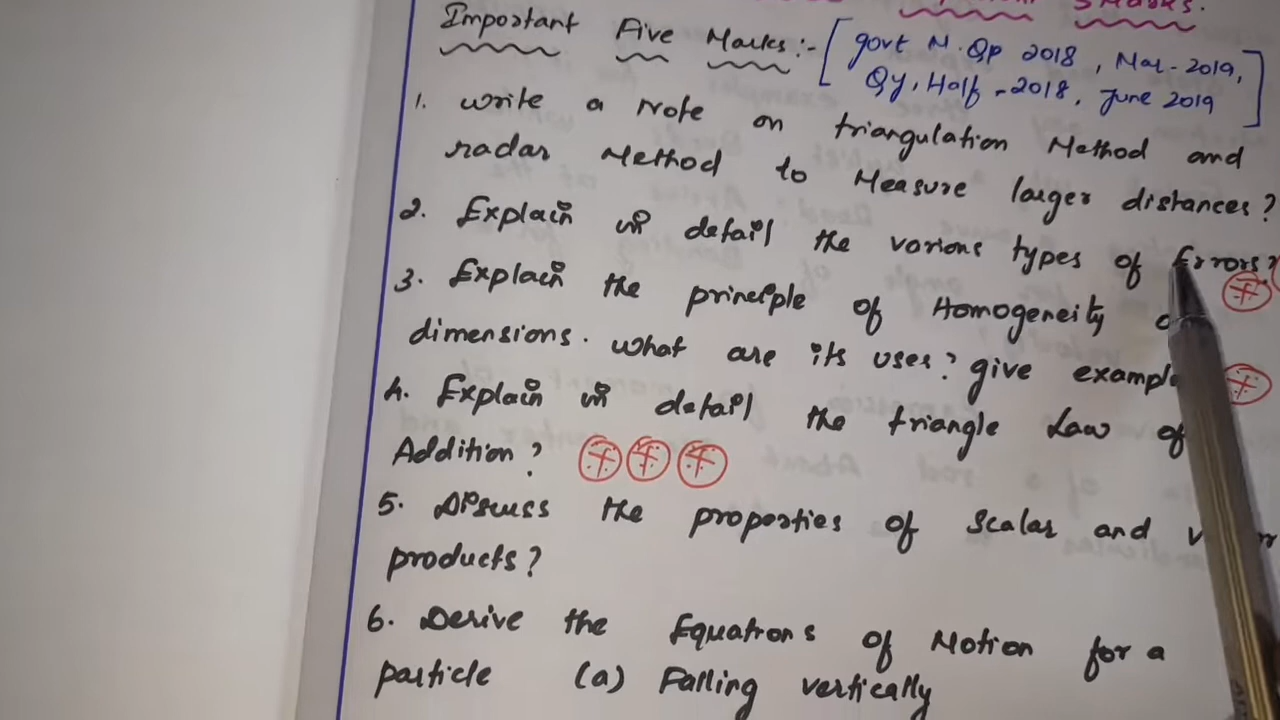 5 Marks.
Important Five Marks:- [govt M.Qp 2018, Mar-2019,
Qy, Half-2018, June 2019]
1. write a note on triangulation Method and
radar Method to Measure larger distances?
2. Explain in detail the various types of Errors?
3. Explain the principle of Homogeneity
dimensions. what are its uses? give example
4. Explain in detail the triangle Law of
Addition?
5. Discuss the properties of scalar and
products?
6. Derive the Equations of Motion for a
particle (a) Falling vertically